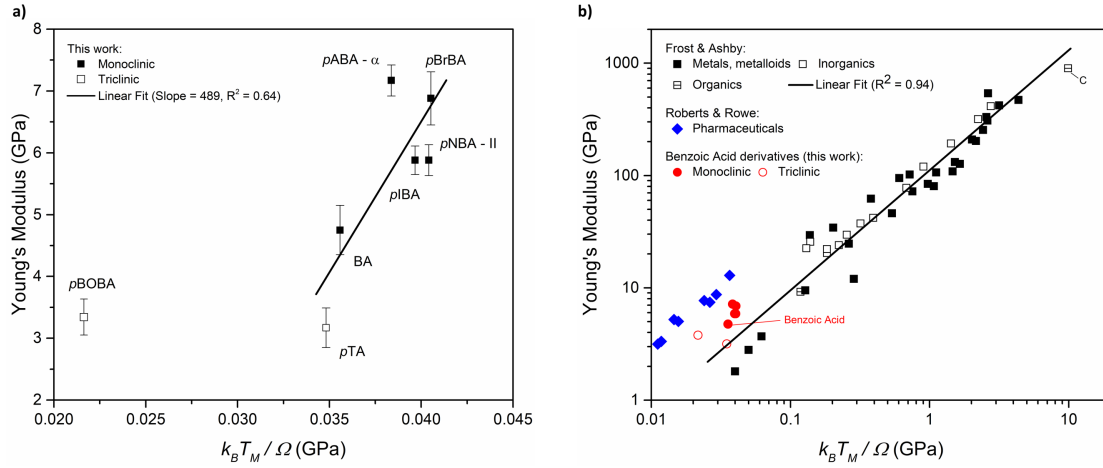 a)
Young's Modulus (GPa)
8
7
6
5
4
3
2
This work:
Monoclinic
Triclinic
Linear Fit (Slope = 489, R² = 0.64)
pABA - α
pBrBA
pNBA - II
pIBA
BA
pBOBA
pTA
0.020
0.025
0.030
0.035
0.040
0.045
k_B T_M / Ω (GPa)
b)
Young's Modulus (GPa)
1000
100
10
1
Frost & Ashby:
Metals, metalloids Inorganics
Organics Linear Fit (R² = 0.94)
Roberts & Rowe:
Pharmaceuticals
Benzoic Acid derivatives (this work):
Monoclinic Triclinic
C
Benzoic Acid
0.01
0.1
1
10
k_B T_M / Ω (GPa)